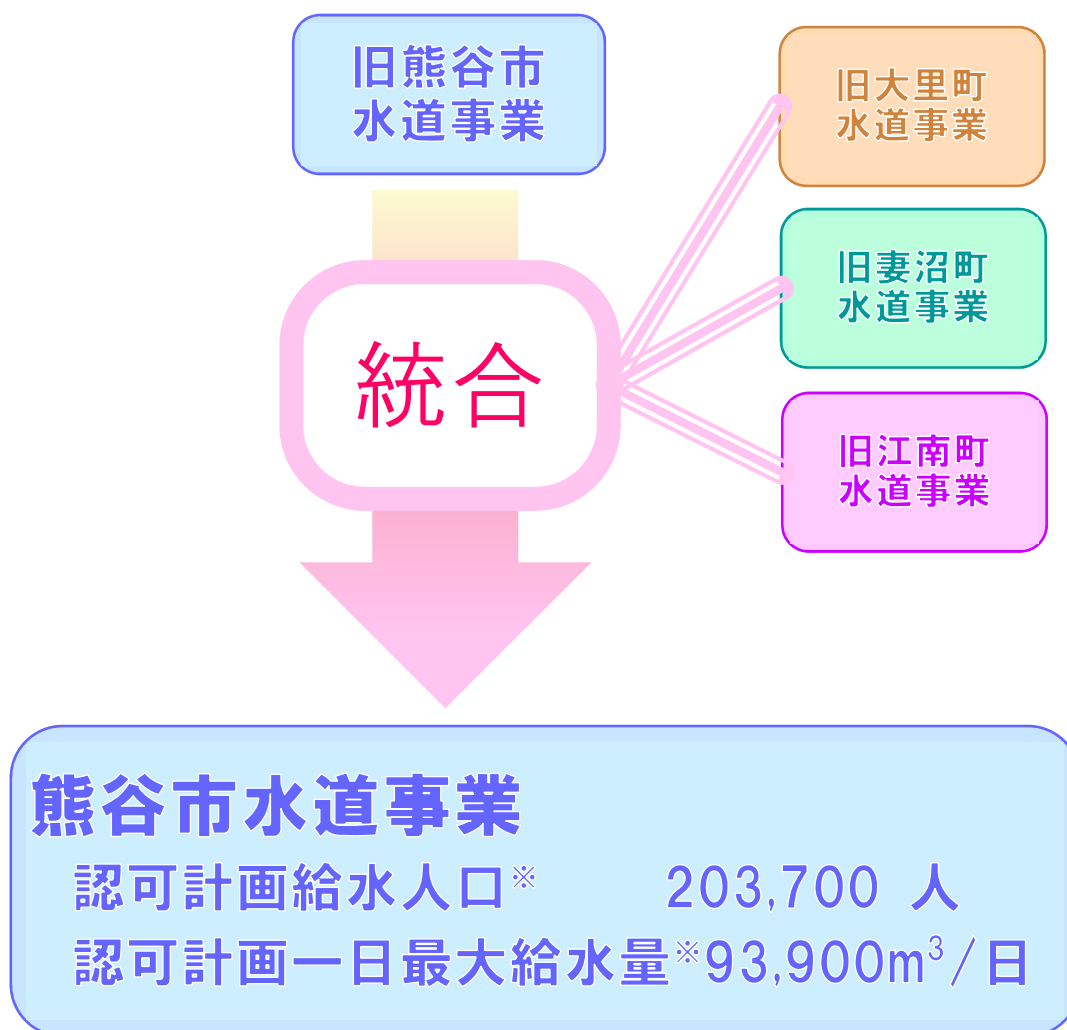 旧熊谷市
水道事業
旧大里町
水道事業
旧妻沼町
水道事業
統合
旧江南町
水道事業
熊谷市水道事業
認可計画給水人口※ 203,700 人
認可計画一日最大給水量※93,900m³/日